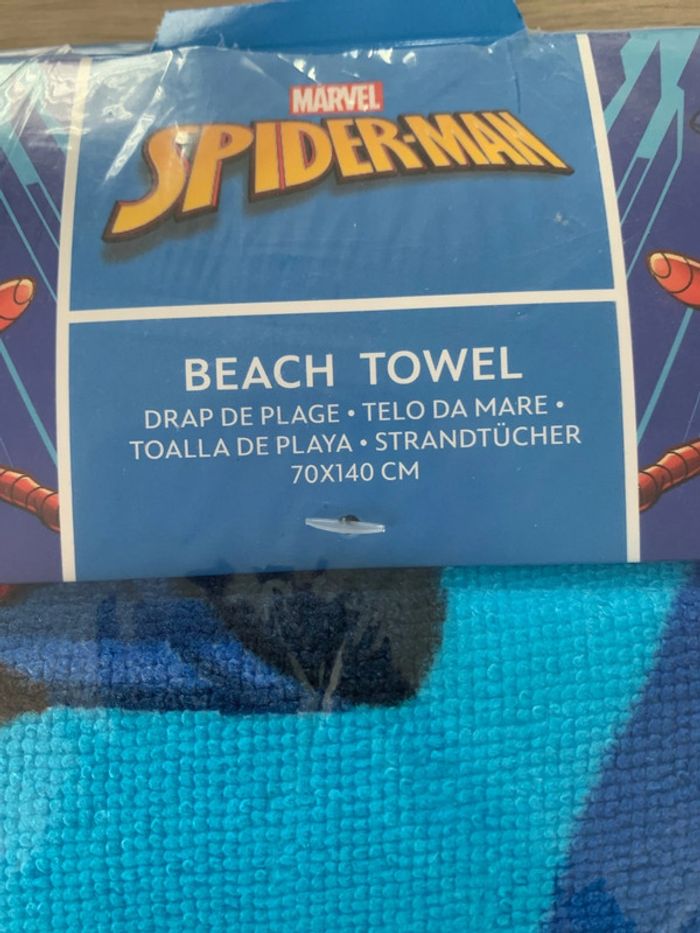 MARVEL
SPIDER-MAN
BEACH TOWEL
DRAP DE PLAGE • TELO DA MARE •
TOALLA DE PLAYA • STRANDTÜCHER
70X140 CM